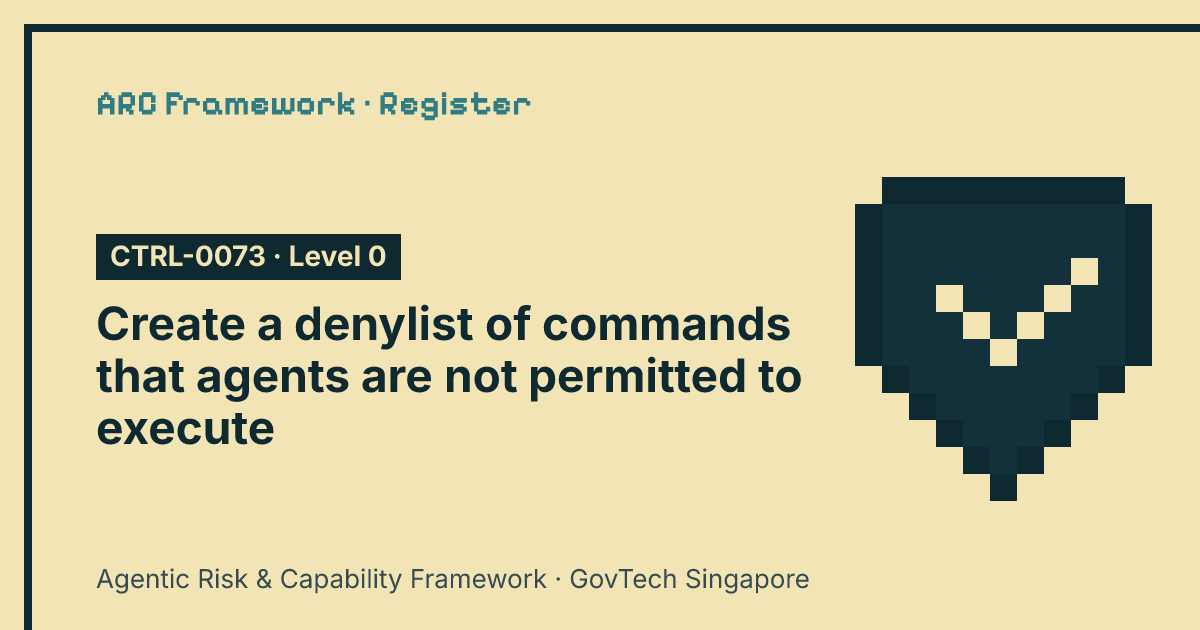 ARC Framework · Register
CTRL-0073 · Level 0
Create a denylist of commands
that agents are not permitted to
execute
Agentic Risk & Capability Framework · GovTech Singapore